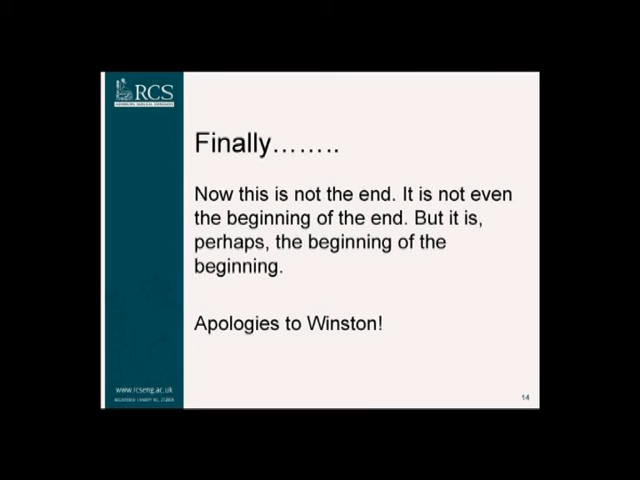 RCS
Finally……..
Now this is not the end. It is not even
the beginning of the end. But it is,
perhaps, the beginning of the
beginning.
Apologies to Winston!
www.rcseng.ac.uk
14